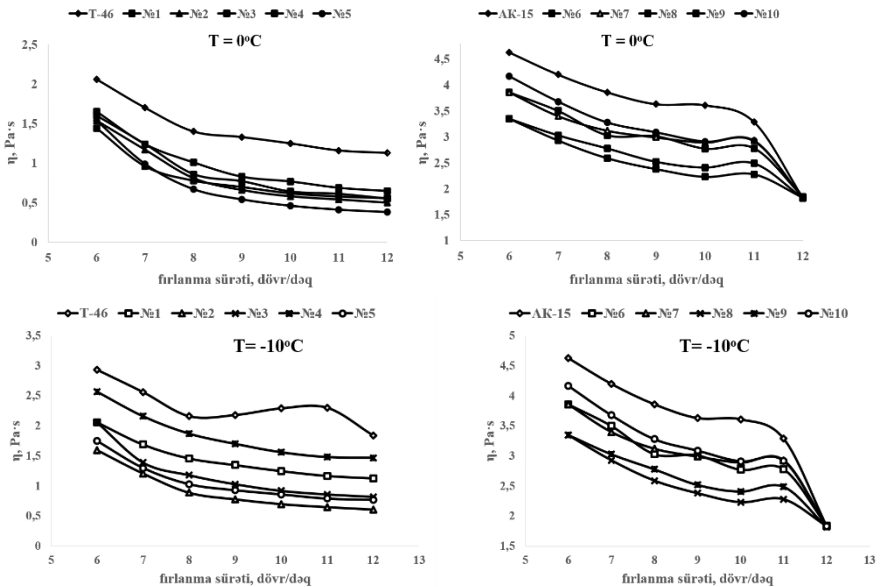 T-46 №1 №2 №3 №4 №5
T = 0ºC
2,5
2
1,5
1
0,5
0
η, Pa·s
5 6 7 8 9 10 11 12
fırlanma sürəti, dövr/dəq
AK-15 №6 №7 №8 №9 №10
T = 0ºC
4,5
4
3,5
3
2,5
2
1,5
1
η, Pa·s
5 6 7 8 9 10 11 12
fırlanma sürəti, dövr/dəq
T-46 №1 №2 №3 №4 №5
T= -10ºC
3,5
3
2,5
2
1,5
1
0,5
0
η, Pa·s
5 6 7 8 9 10 11 12 13
fırlanma sürəti, dövr/dəq
AK-15 №6 №7 №8 №9 №10
T= -10ºC
5
4,5
4
3,5
3
2,5
2
1,5
η, Pa·s
5 6 7 8 9 10 11 12 13
fırlanma sürəti, dövr/dəq